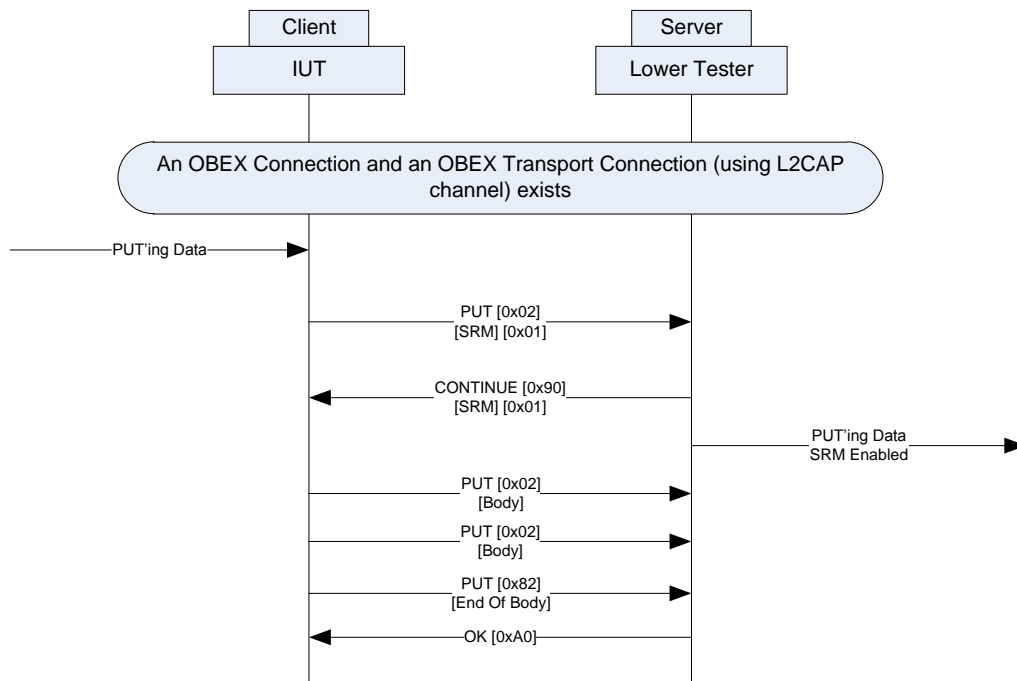 Client
Server
IUT
Lower Tester
An OBEX Connection and an OBEX Transport Connection (using L2CAP
channel) exists
PUT'ing Data
PUT [0x02]
[SRM] [0x01]
CONTINUE [0x90]
[SRM] [0x01]
PUT'ing Data
SRM Enabled
PUT [0x02]
[Body]
PUT [0x02]
[Body]
PUT [0x82]
[End Of Body]
OK [0xA0]